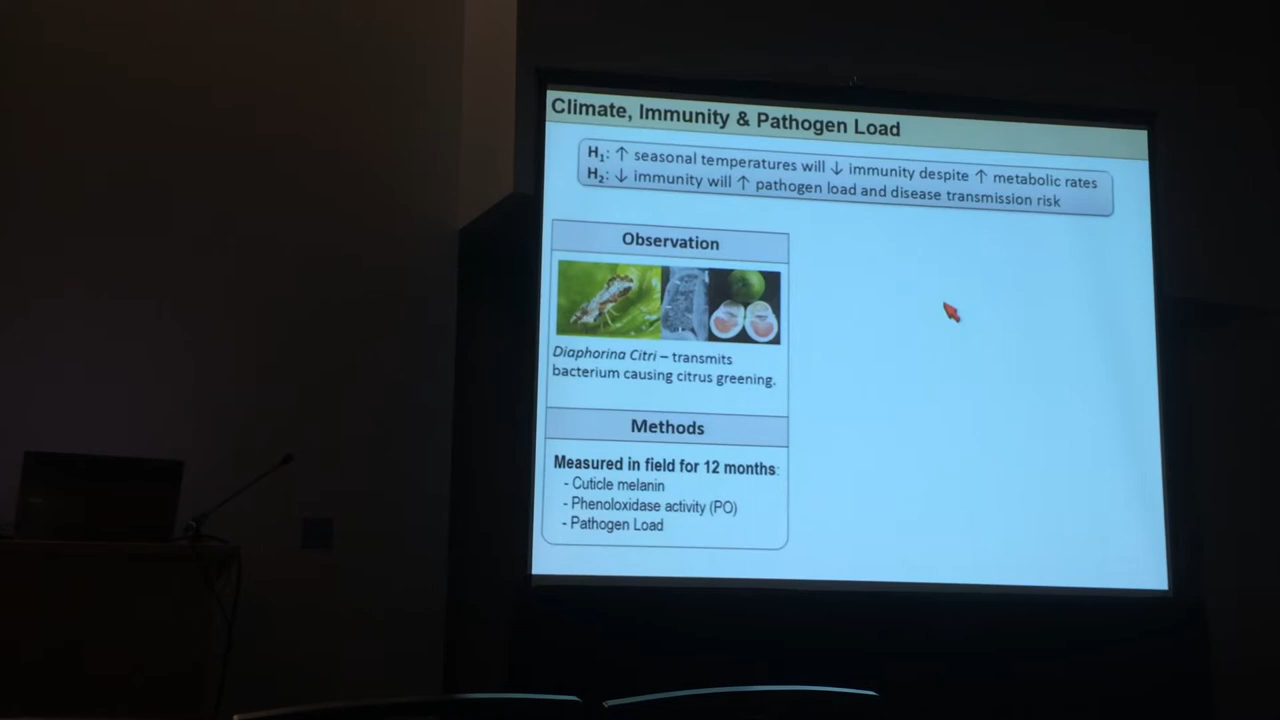 Climate, Immunity & Pathogen Load
H₁: ↑ seasonal temperatures will ↓ immunity despite ↑ metabolic rates
H₂: ↓ immunity will ↑ pathogen load and disease transmission risk
Observation
Diaphorina Citri – transmits
bacterium causing citrus greening.
Methods
Measured in field for 12 months:
- Cuticle melanin
- Phenoloxidase activity (PO)
- Pathogen Load